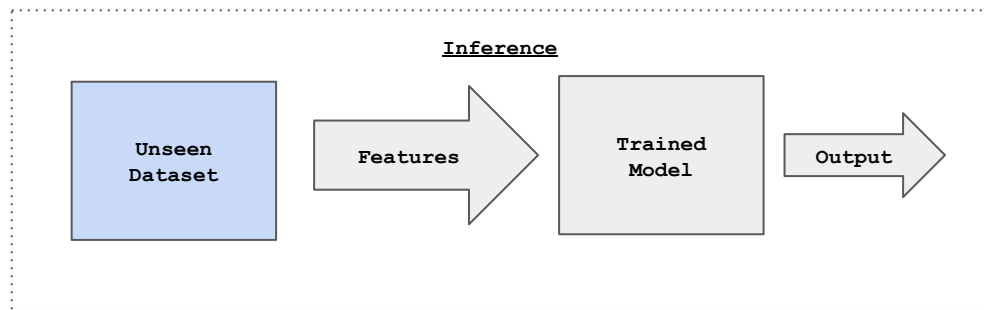 Inference
Unseen
Dataset
Features
Trained
Model
Output